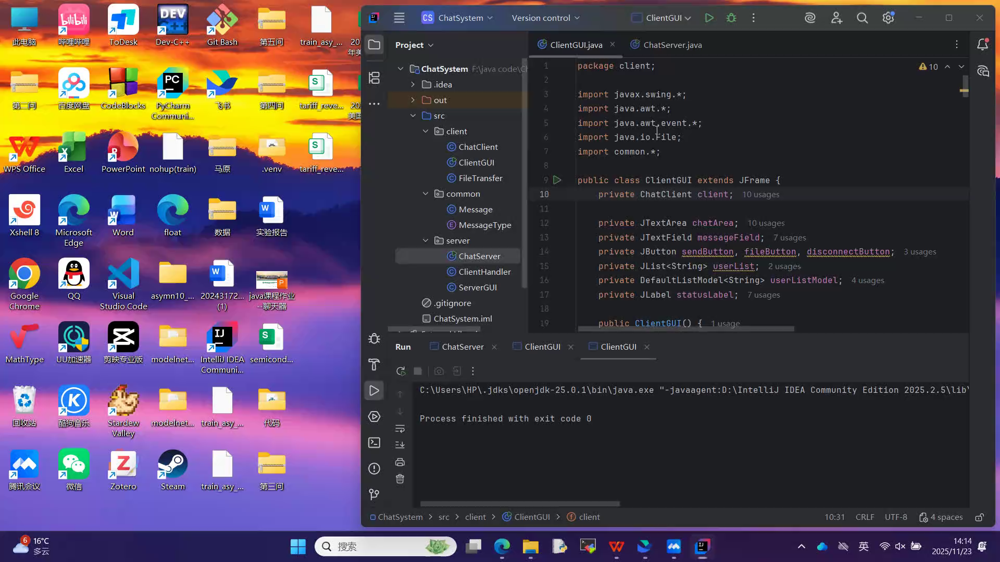 此电脑
哔哩哔哩
ToDesk
Dev-C++
Git Bash
第五问
train_asy_...
第二问
百度网盘
CodeBlocks
PyCharm
Communi...
飞书
第四问
tariff_reve...
WPS Office
Excel
PowerPoint
nohup(train)
马原
.venv
tariff_reve...
Xshell 8
Microsoft
Edge
Word
float
数据
实验报告
Google
Chrome
QQ
Visual
Studio Code
asymn10_...
20243172...
(1)
java课程作业
--聊天器
MathType
UU加速器
剪映专业版
modelnet...
IntelliJ IDEA
Communi...
semicond...
回收站
酷狗音乐
Stardew
Valley
modelnet...
train_asy_...
代码
腾讯会议
微信
Zotero
Steam
train_asy_...
第三问
CS ChatSystem
Version control
ClientGUI
Project
ChatSystem F:\java code\Ch
.idea
out
src
client
ChatClient
ClientGUI
FileTransfer
common
Message
MessageType
server
ChatServer
ClientHandler
ServerGUI
.gitignore
ChatSystem.iml
ClientGUI.java
ChatServer.java
10
1 package client;
2
3 import javax.swing.*;
4 import java.awt.*;
5 import java.awt.event.*;
6 import java.io.File;
7 import common.*;
8
9 public class ClientGUI extends JFrame {
10 private ChatClient client; 10 usages
11
12 private JTextArea chatArea; 10 usages
13 private JTextField messageField; 7 usages
14 private JButton sendButton, fileButton, disconnectButton; 3 usages
15 private JList<String> userList; 2 usages
16 private DefaultListModel<String> userListModel; 4 usages
17 private JLabel statusLabel; 7 usages
18
19 public ClientGUI() { 1 usage
Run
ChatServer
ClientGUI
ClientGUI
C:\Users\HP\.jdks\openjdk-25.0.1\bin\java.exe "-javaagent:D:\IntelliJ IDEA Community Edition 2025.2.5\lib\
Process finished with exit code 0
ChatSystem > src > client > ClientGUI > client
10:31 CRLF UTF-8 4 spaces
6
16°C
多云
搜索
英
14:14
2025/11/23